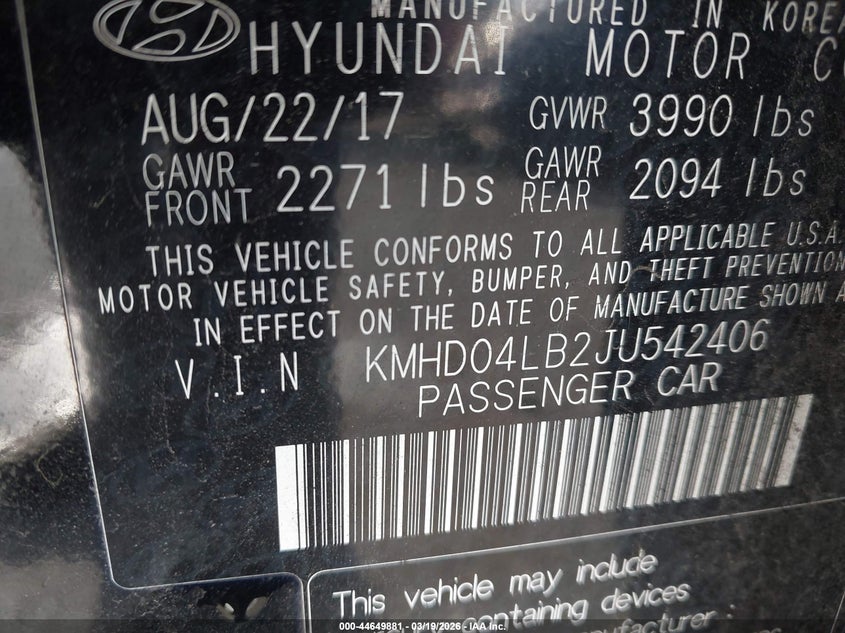 MANUFACTURED IN KOREA
HYUNDAI MOTOR CO
AUG/22/17 GVWR 3990 lbs
GAWR FRONT 2271 lbs GAWR REAR 2094 lbs
THIS VEHICLE CONFORMS TO ALL APPLICABLE U.S.A.
MOTOR VEHICLE SAFETY, BUMPER, AND THEFT PREVENTION
IN EFFECT ON THE DATE OF MANUFACTURE SHOWN A
V.I.N KMHD04LB2JU542406
PASSENGER CAR
This vehicle may include
containing devices
000-44649881 - 03/19/2026 - IAA Inc.